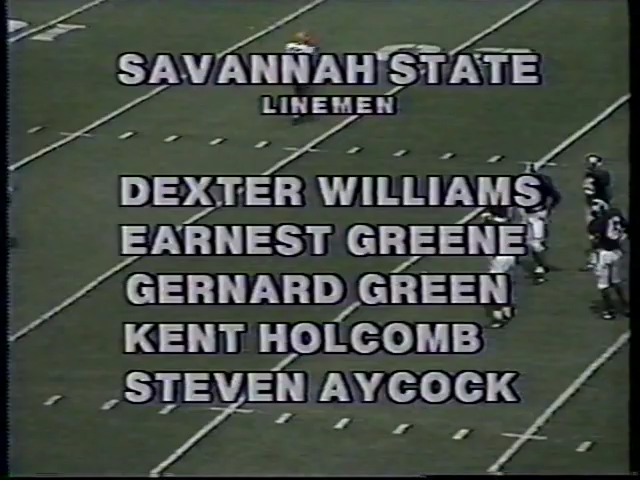 SAVANNAH STATE
LINEMEN
DEXTER WILLIAMS
EARNEST GREENE
GERNARD GREEN
KENT HOLCOMB
STEVEN AYCOCK